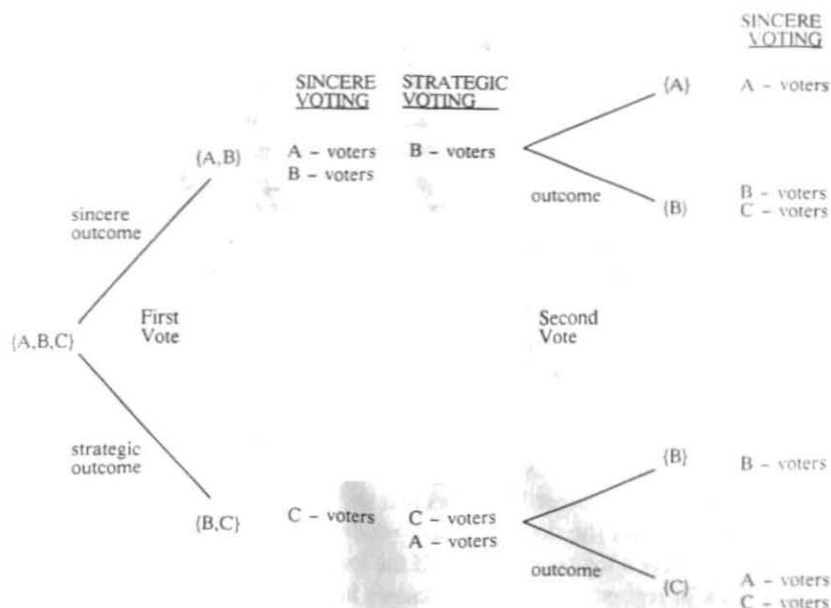 SINCERE
VOTING
SINCERE
VOTING
STRATEGIC
VOTING
{A}
A – voters
{A,B}
A – voters
B – voters
B – voters
outcome
{B}
B – voters
C – voters
sincere
outcome
{A,B,C}
First
Vote
Second
Vote
strategic
outcome
{B}
B – voters
{B,C}
C – voters
C – voters
A – voters
outcome
{C}
A – voters
C – voters